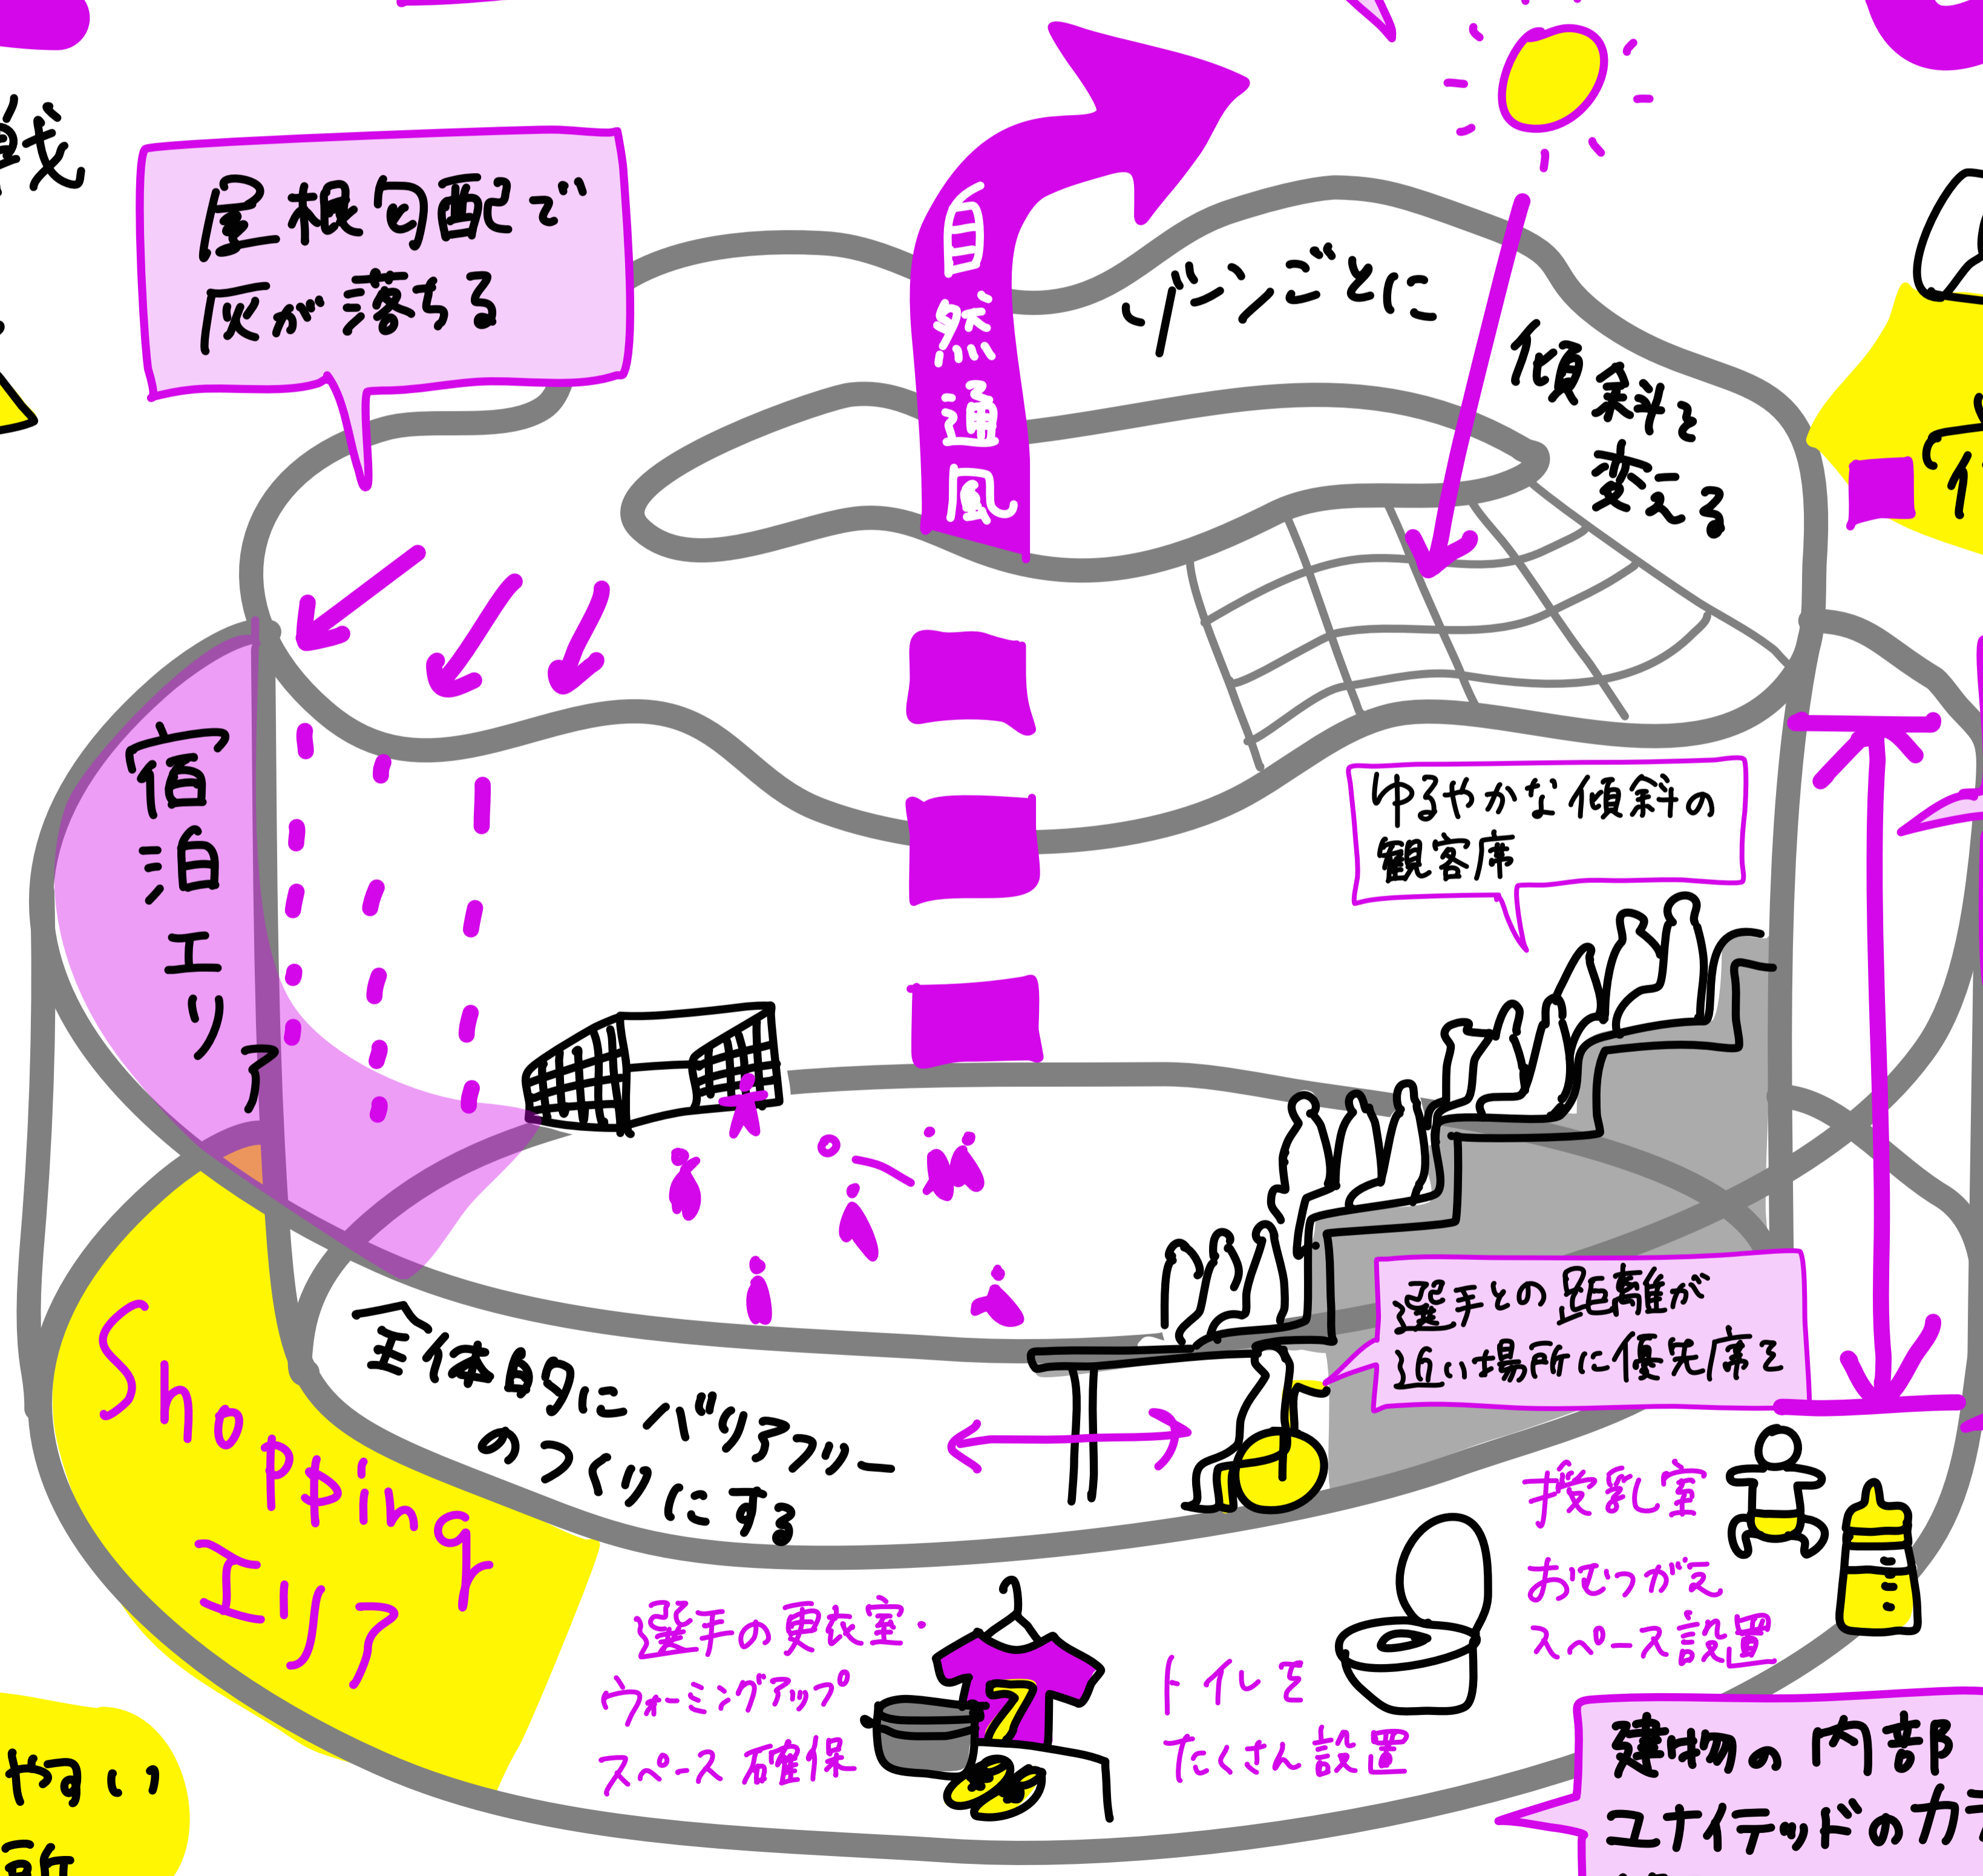 戦
屋根勾配で
灰が落ちる
自然通風
ゾンごとに
傾斜を
変える
宿泊エリア
ゆるやかな傾斜の
観客席
選手との距離が
近い場所に優先席を
全体的にバリアフリー
のつくりにする
Shopping
エリア
授乳室
おむつがえ
スペース設置
選手の更衣室・
ウォーミングアップ
スペース確保
7
トイレを
たくさん設置
やすい
所
建物の内部
ユナイテッドのカラ